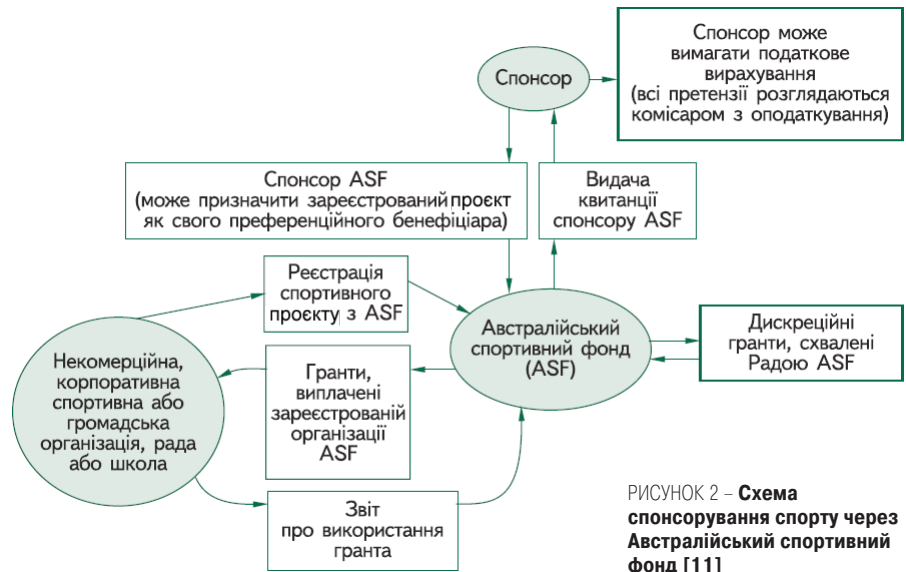 Спонсор
Спонсор може
вимагати податкове
вирахування
(всі претензії розглядаються
комісаром з оподаткування)
Спонсор ASF
(може призначити зареєстрований проєкт
як свого преференційного бенефіціара)
Видача
квитанції
спонсору ASF
Реєстрація
спортивного
проєкту з ASF
Австралійський
спортивний фонд
(ASF)
Дискреційні
гранти, схвалені
Радою ASF
Некомерційна,
корпоративна
спортивна або
громадська
організація, рада
або школа
Гранти,
виплачені
зареєстрованій
організації
ASF
Звіт
про використання
гранта
РИСУНОК 2 – Схема
спонсорування спорту через
Австралійський спортивний
фонд [11]